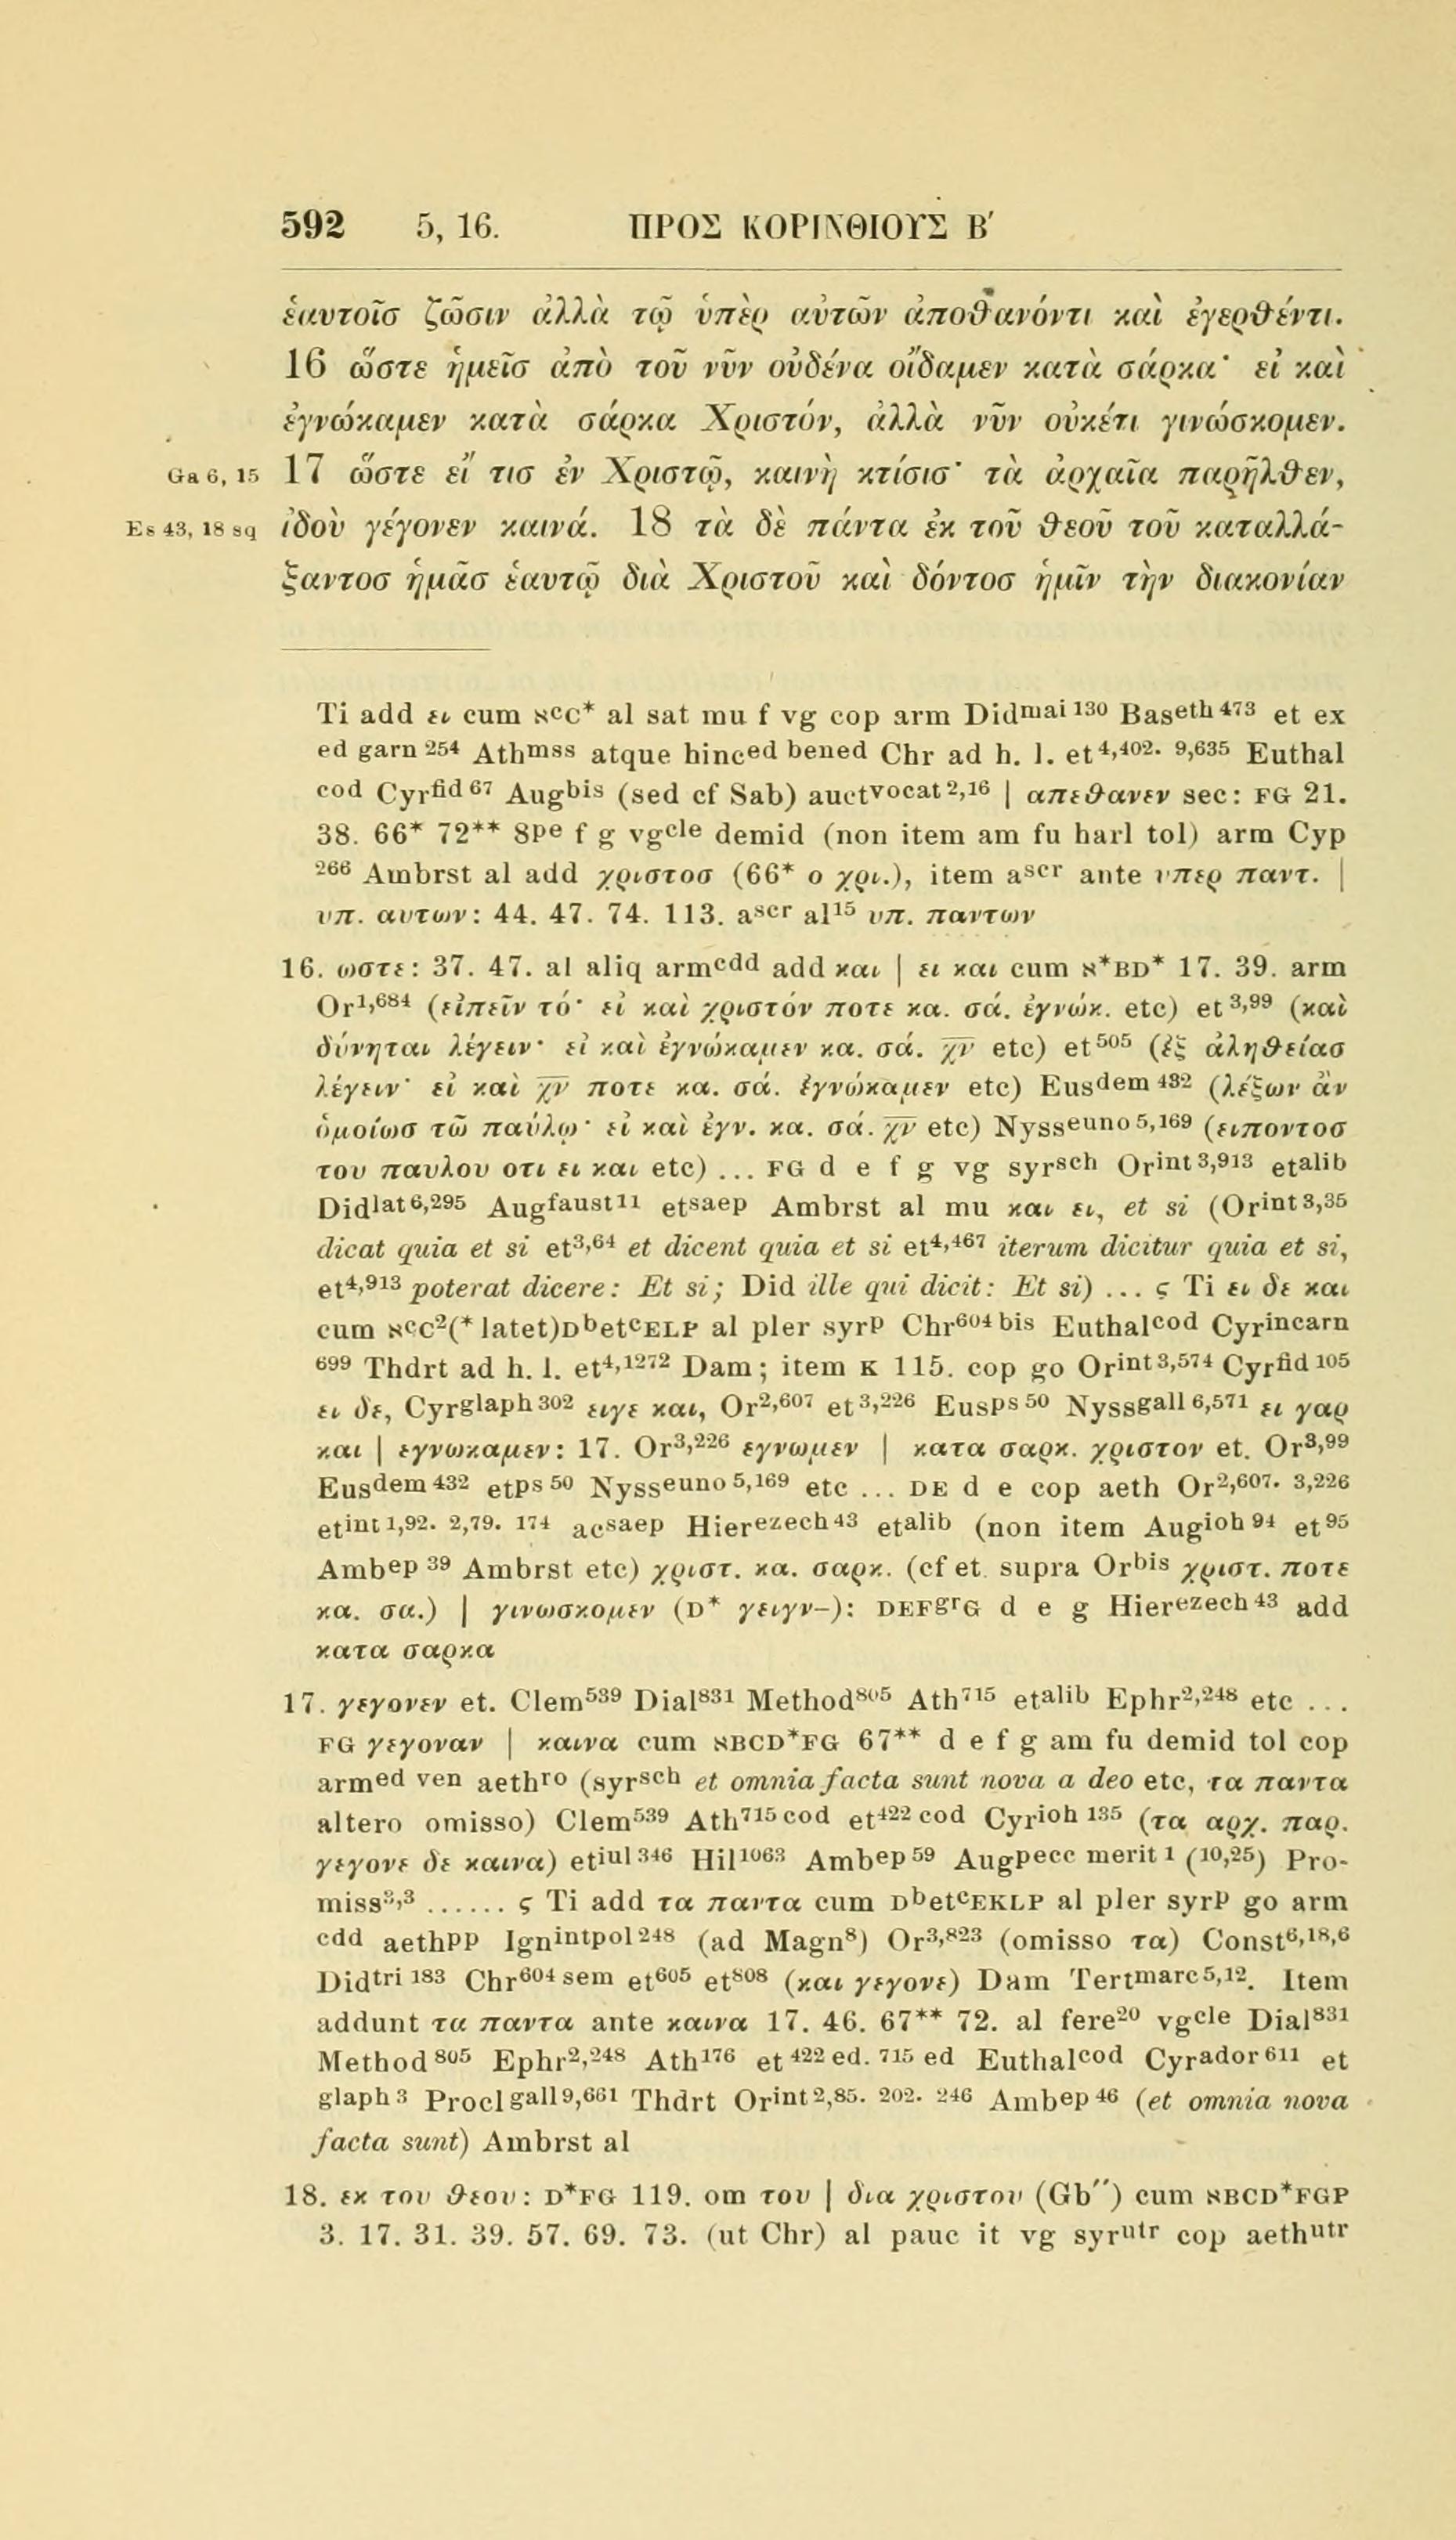 592 5, 16. ΠΡΟΣ ΚΟΡΙΝΘΙΟΥΣ Β′
ἑαυτοῖσ ζῶσιν ἀλλὰ τῷ ὑπὲρ αὐτῶν ἀποθανόντι καὶ ἐγερθέντι.
16 ὥστε ἡμεῖσ ἀπὸ τοῦ νῦν οὐδένα οἴδαμεν κατὰ σάρκα· εἰ καὶ
ἐγνώκαμεν κατὰ σάρκα Χριστόν, ἀλλὰ νῦν οὐκέτι γινώσκομεν.
Ga 6, 15 17 ὥστε εἴ τισ ἐν Χριστῷ, καινὴ κτίσισ· τὰ ἀρχαῖα παρῆλθεν,
Es 43, 18 sq ἰδοὺ γέγονεν καινά. 18 τὰ δὲ πάντα ἐκ τοῦ θεοῦ τοῦ καταλλά-
ξαντοσ ἡμᾶσ ἑαυτῷ διὰ Χριστοῦ καὶ δόντοσ ἡμῖν τὴν διακονίαν
Ti add ει cum ℵcC* al sat mu f vg cop arm Didmai 130 Baseth 473 et ex
ed garn 254 Athmss atque hinced bened Chr ad h. l. et4,402. 9,635 Euthal
cod Cyrfid 67 Augbis (sed cf Sab) auctvocat 2,16 | απεθανεν sec: FG 21.
38. 66* 72** 8pe f g vgcle demid (non item am fu harl tol) arm Cyp
266 Ambrst al add χριστοσ (66* ο χρι.), item ascr ante υπερ παντ. |
υπ. αυτων: 44. 47. 74. 113. ascr al15 υπ. παντων
16. ωστε: 37. 47. al aliq armcdd add και | ει και cum ℵ*BD* 17. 39. arm
Or1,684 (εἰπεῖν τό· εἰ καὶ χριστόν ποτε κα. σά. ἐγνώκ. etc) et3,99 (καὶ
δύνηται λέγειν· εἰ καὶ ἐγνώκαμεν κα. σά. χν etc) et505 (ἐξ ἀληθείασ
λέγειν· εἰ καὶ χν ποτε κα. σά. ἐγνώκαμεν etc) Eusdem 432 (λέξων ἂν
ὁμοίωσ τῶ παύλῳ· εἰ καὶ ἐγν. κα. σά. χν etc) Nysseuno 5,169 (ειποντοσ
του παυλου οτι ει και etc) ... FG d e f g vg syrsch Orint 3,913 etalib
Didlat 6,295 Augfaust 11 etsaep Ambrst al mu και ει, et si (Orint 3,35
dicat quia et si et3,64 et dicent quia et si et4,467 iterum dicitur quia et si,
et4,913 poterat dicere: Et si; Did ille qui dicit: Et si) ... ς Ti ει δε και
cum ℵcC2(* latet)DbetcELP al pler syrp Chr604 bis Euthalcod Cyrincarn
699 Thdrt ad h. l. et4,1272 Dam; item K 115. cop go Orint 3,574 Cyrfid 105
ει δε, Cyrglaph 302 ειγε και, Or2,607 et3,226 Eusps 50 Nyssgall 6,571 ει γαρ
και | εγνωκαμεν: 17. Or3,226 εγνωμεν | κατα σαρκ. χριστον et. Or3,99
Eusdem 432 etps 50 Nysseuno 5,169 etc ... DE d e cop aeth Or2,607. 3,226
etint 1,92. 2,79. 174 acsaep Hierezech 43 etalib (non item Augioh 94 et95
Ambep 39 Ambrst etc) χριστ. κα. σαρκ. (cf et. supra Orbis χριστ. ποτε
κα. σα.) | γινωσκομεν (D* γειγν-): DEFgrG d e g Hierezech 43 add
κατα σαρκα
17. γεγονεν et. Clem539 Dial831 Method805 Ath715 etalib Ephr2,248 etc ...
FG γεγοναν | καινα cum ℵBCD*FG 67** d e f g am fu demid tol cop
armed ven aethro (syrsch et omnia facta sunt nova a deo etc, τα παντα
altero omisso) Clem539 Ath715 cod et422 cod Cyrioh 135 (τα αρχ. παρ.
γεγονε δε καινα) etiul 346 Hil1063 Ambep 59 Augpecc merit 1 (10,25) Pro-
miss3,3 ...... ς Ti add τα παντα cum DbetcEKLP al pler syrp go arm
cdd aethpp Ignintpol 248 (ad Magn8) Or3,823 (omisso τα) Const6,18,6
Didtri 183 Chr604 sem et605 et808 (και γεγονε) Dam Tertmarc 5,12. Item
addunt τα παντα ante καινα 17. 46. 67** 72. al fere20 vgcle Dial831
Method 805 Ephr2,248 Ath176 et 422 ed. 715 ed Euthalcod Cyrador 611 et
glaph 3 Proclgall 9,661 Thdrt Orint 2,85. 202. 246 Ambep 46 (et omnia nova
facta sunt) Ambrst al
18. εκ του θεου: D*FG 119. om του | δια χριστου (Gb″) cum ℵBCD*FGP
3. 17. 31. 39. 57. 69. 73. (ut Chr) al pauc it vg syrutr cop aethutr